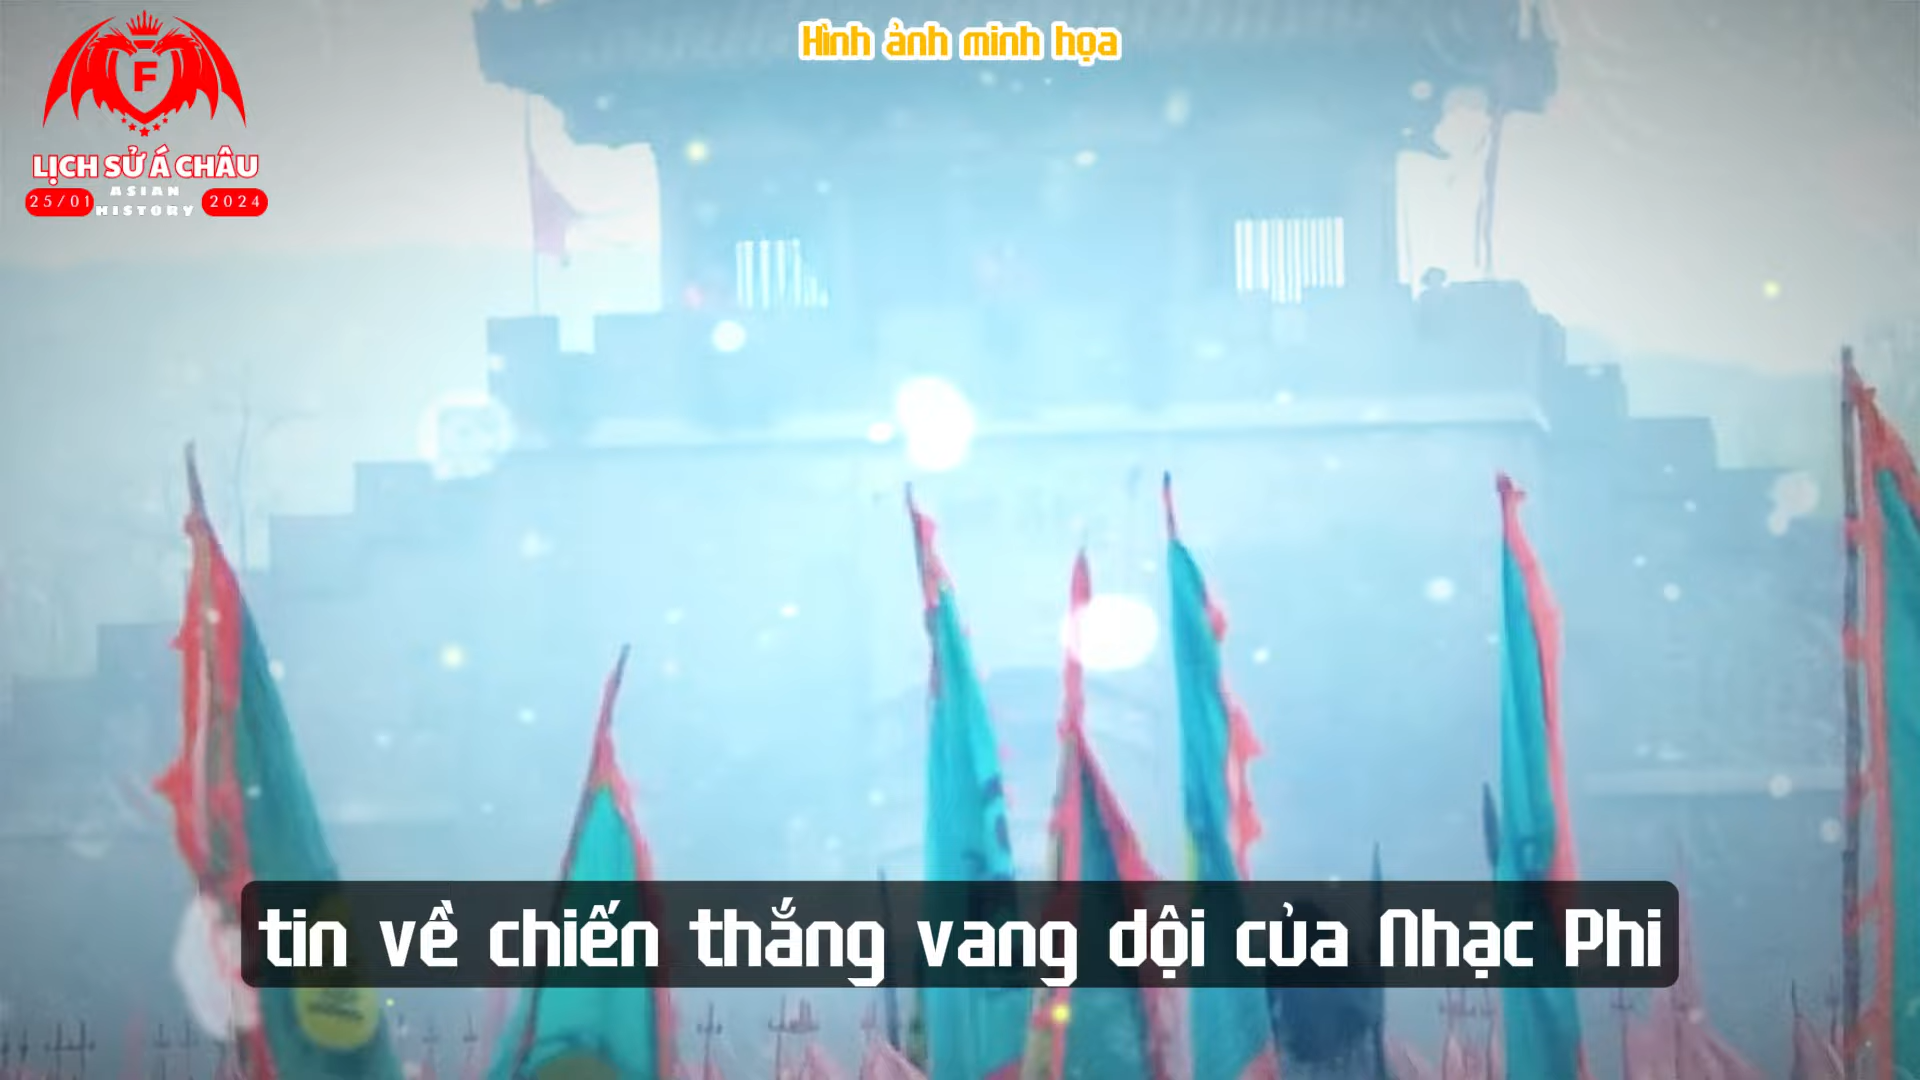 Hình ảnh minh họa
F
LỊCH SỬ Á CHÂU
25/01 ASIAN HISTORY 2024
tin về chiến thắng vang dội của Nhạc Phi